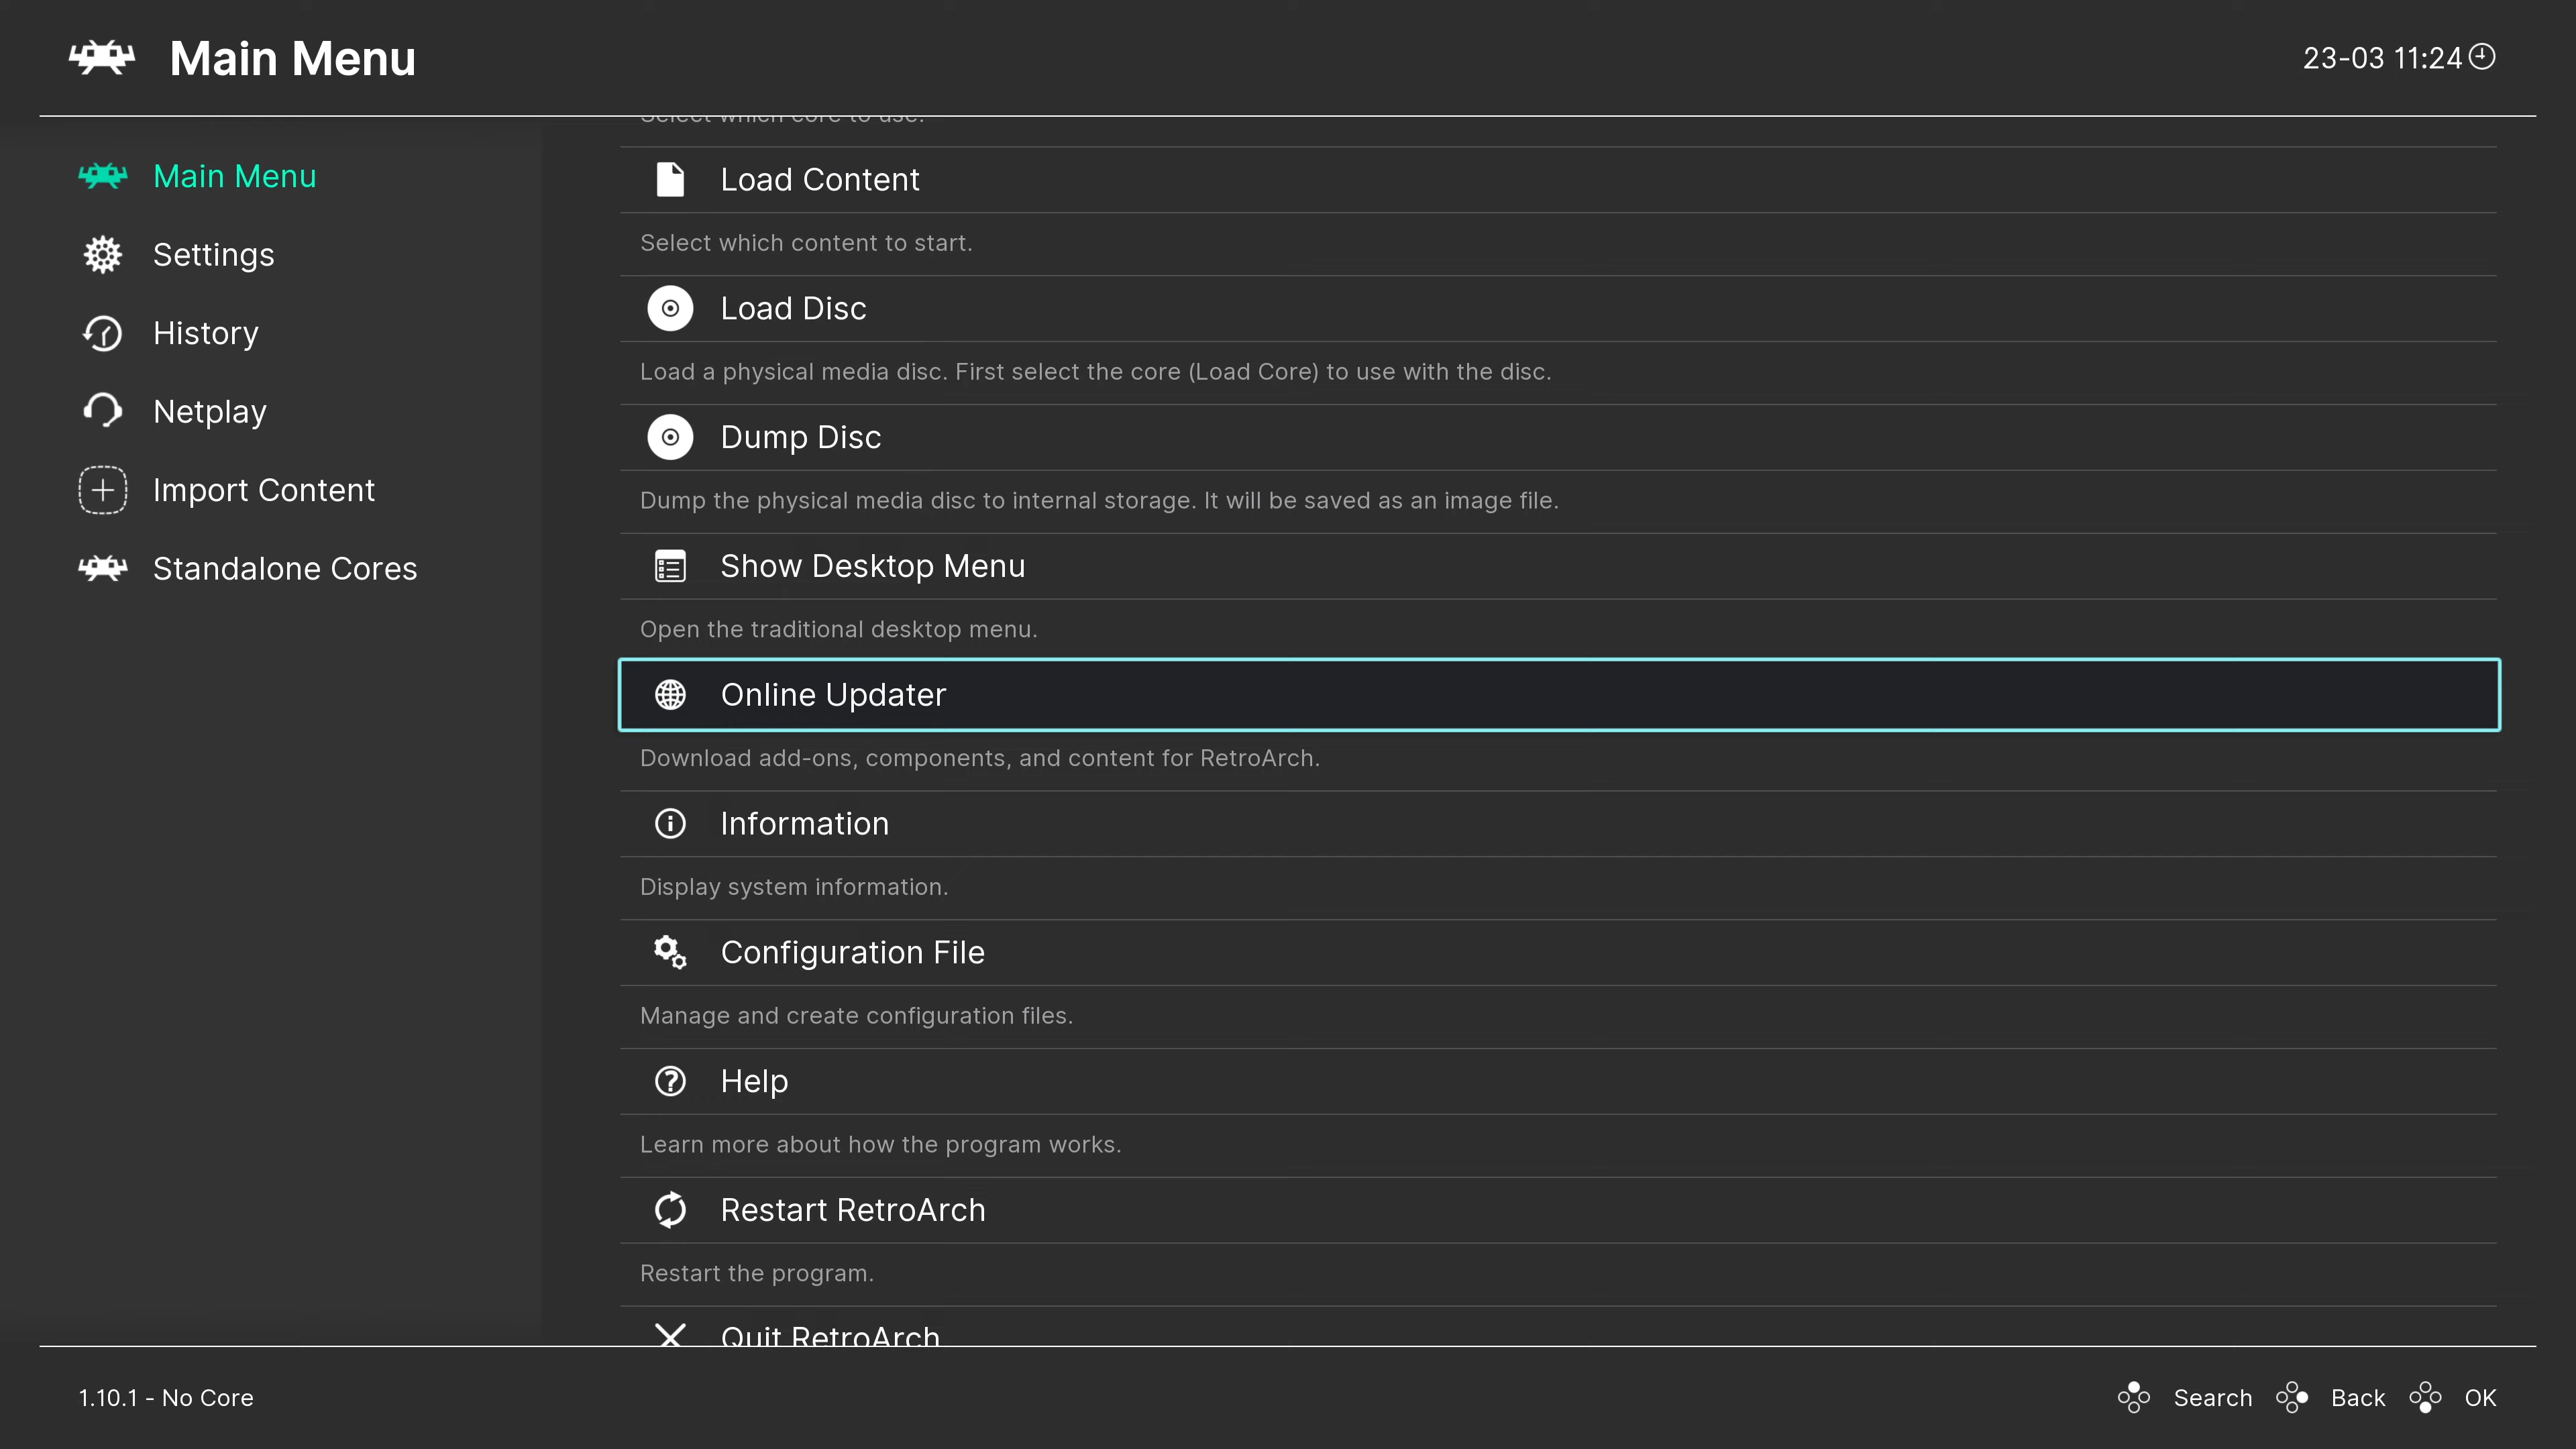 Main Menu
23-03 11:24
Main Menu
Settings
History
Netplay
Import Content
Standalone Cores
Select which core to use.
Load Content
Select which content to start.
Load Disc
Load a physical media disc. First select the core (Load Core) to use with the disc.
Dump Disc
Dump the physical media disc to internal storage. It will be saved as an image file.
Show Desktop Menu
Open the traditional desktop menu.
Online Updater
Download add-ons, components, and content for RetroArch.
Information
Display system information.
Configuration File
Manage and create configuration files.
Help
Learn more about how the program works.
Restart RetroArch
Restart the program.
Quit RetroArch
1.10.1 - No Core
Search
Back
OK